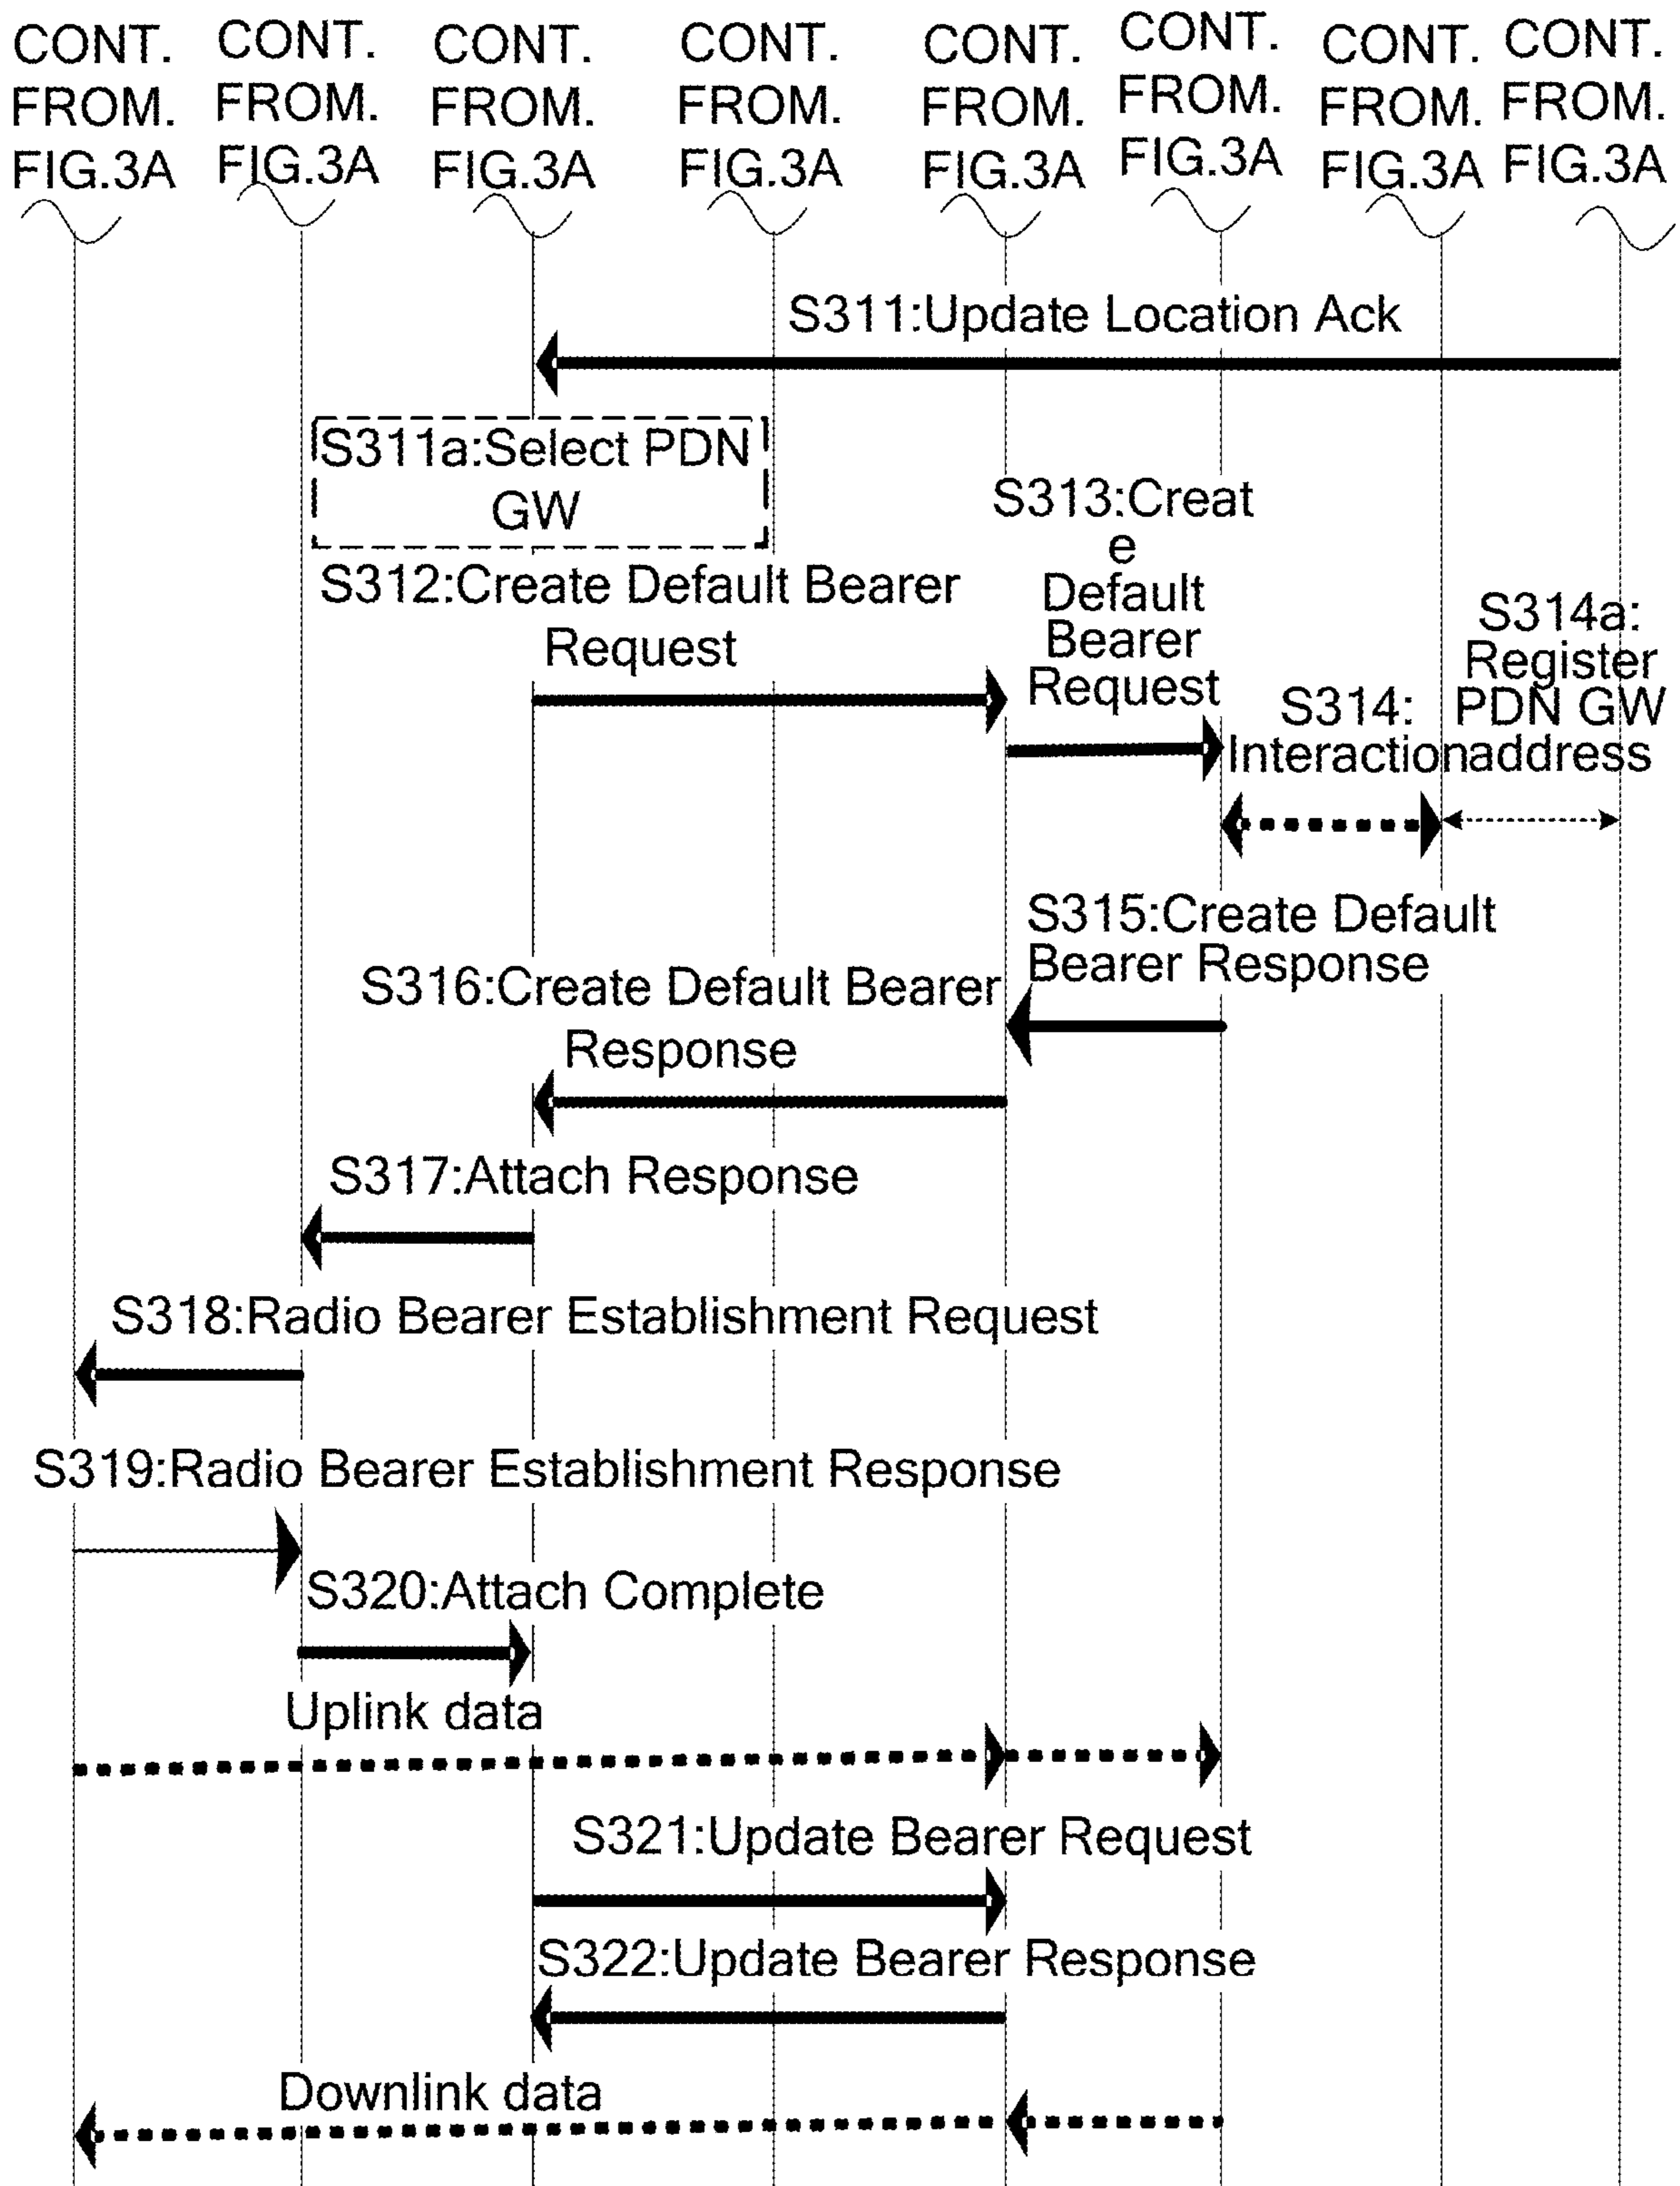 CONT.
FROM.
FIG.3A
CONT.
FROM.
FIG.3A
CONT.
FROM.
FIG.3A
CONT.
FROM.
FIG.3A
CONT.
FROM.
FIG.3A
CONT.
FROM.
FIG.3A
CONT.
FROM.
FIG.3A
CONT.
FROM.
FIG.3A
S311:Update Location Ack
S311a:Select PDN
GW
S312:Create Default Bearer
Request
S313:Creat
e
Default
Bearer
Request
S314:
Interaction
S314a:
Register
PDN GW
address
S315:Create Default
Bearer Response
S316:Create Default Bearer
Response
S317:Attach Response
S318:Radio Bearer Establishment Request
S319:Radio Bearer Establishment Response
S320:Attach Complete
Uplink data
S321:Update Bearer Request
S322:Update Bearer Response
Downlink data